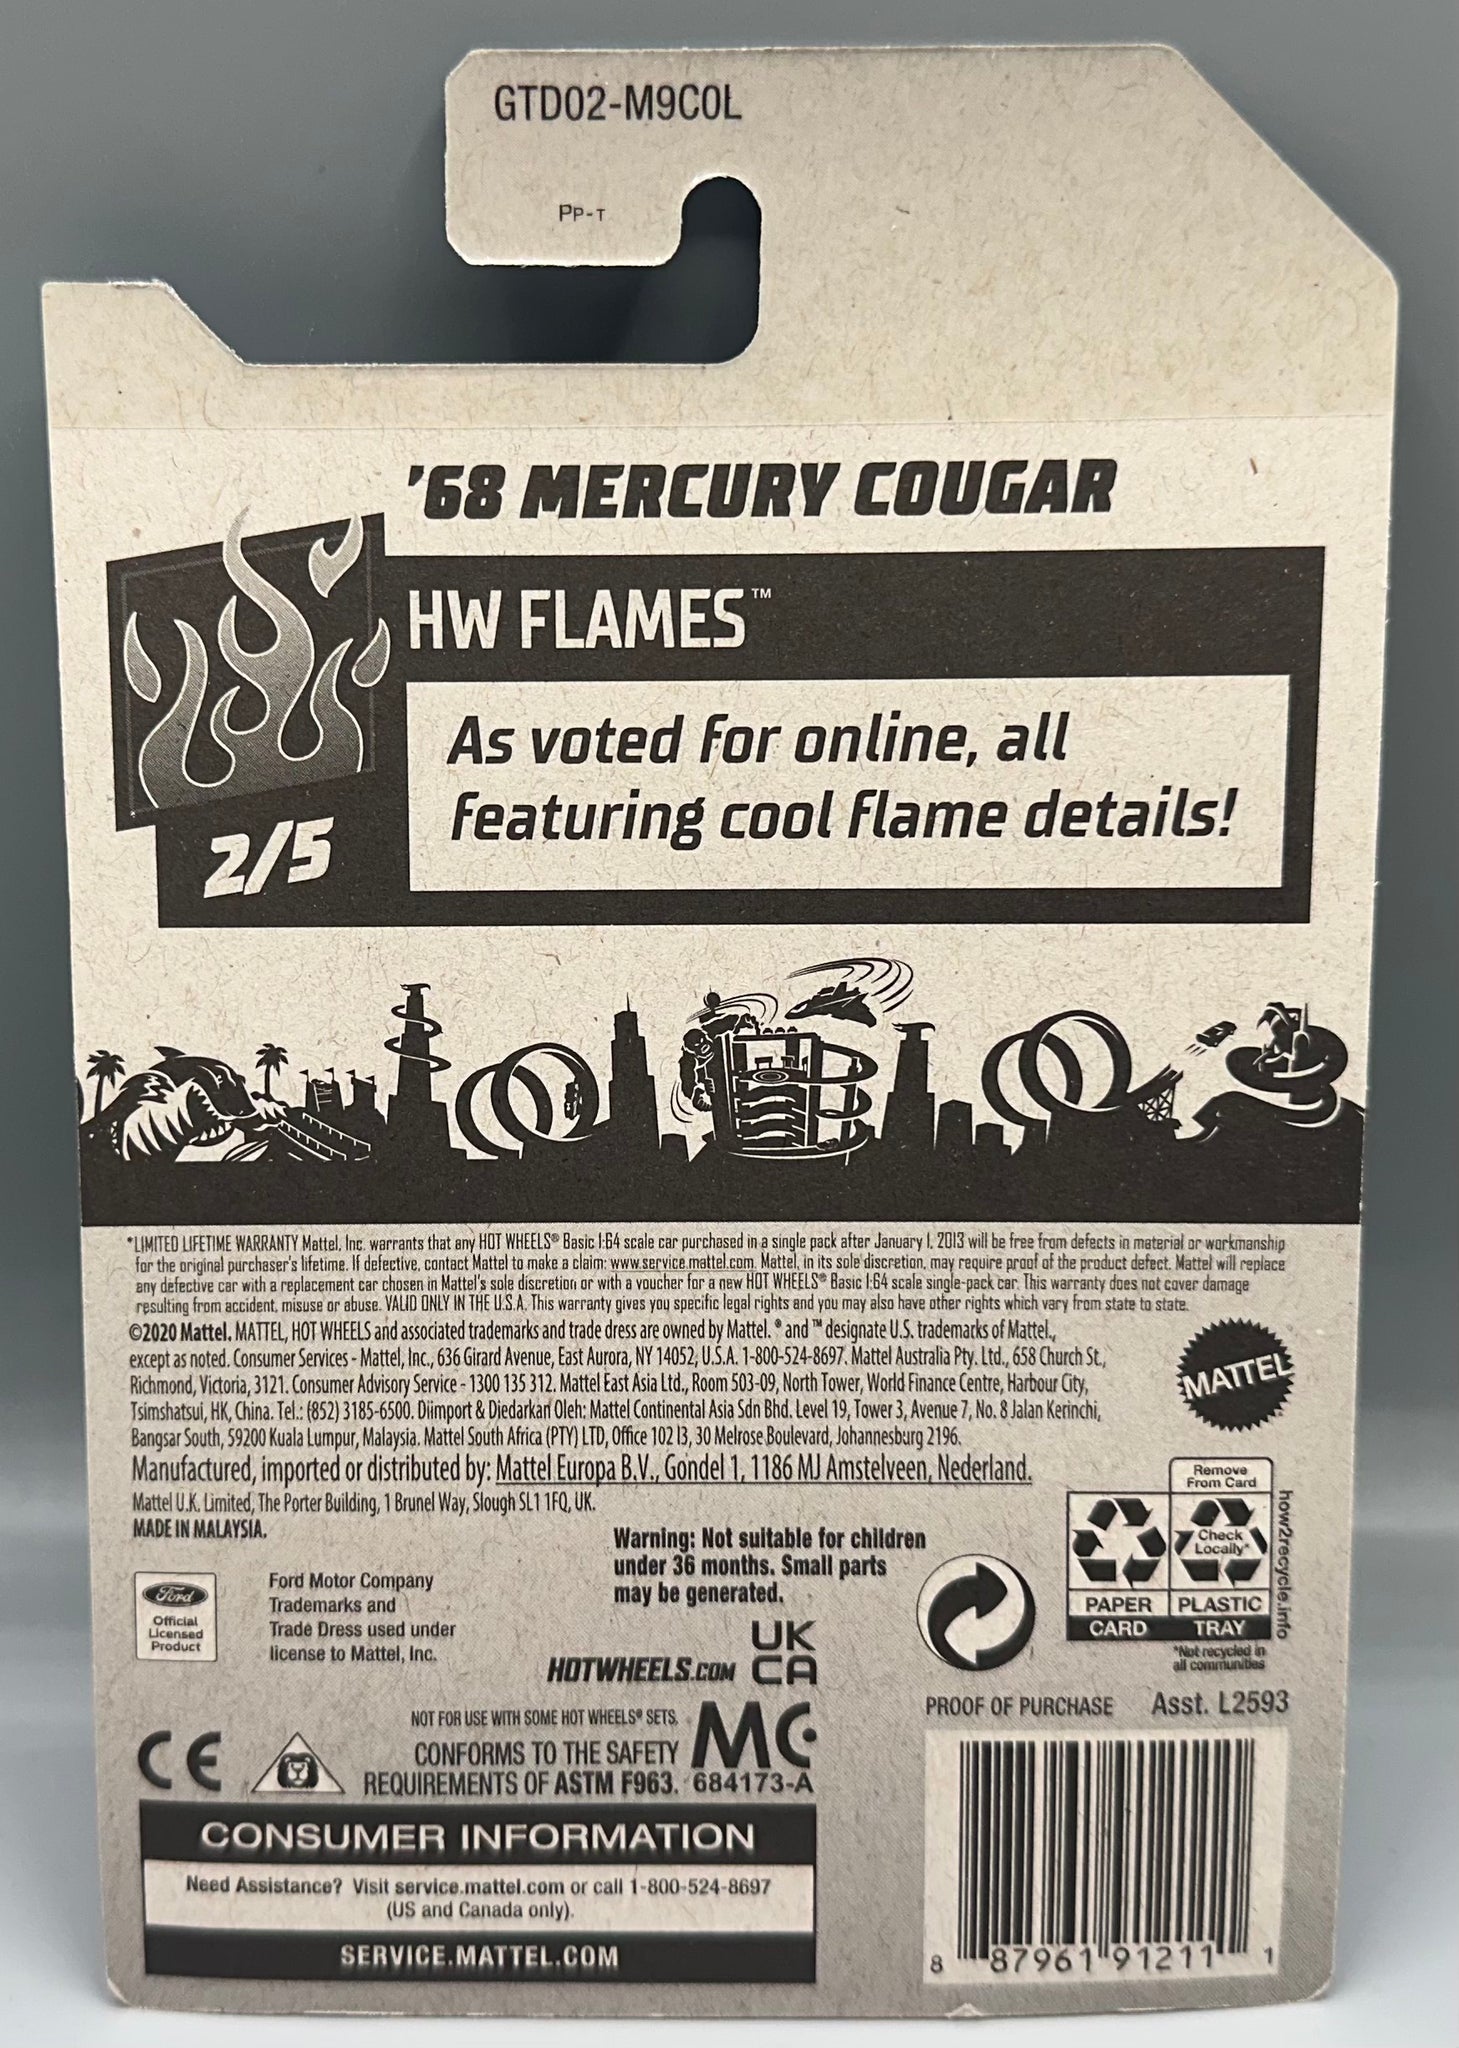 GTD02-M9C0L
PP-T
'68 MERCURY COUGAR
HW FLAMES™
As voted for online, all
featuring cool flame details!
2/5
*LIMITED LIFETIME WARRANTY Mattel, Inc. warrants that any HOT WHEELS® Basic 1:64 scale car purchased in a single pack after January 1, 2013 will be free from defects in material or workmanship
for the original purchaser's lifetime. If defective, contact Mattel to make a claim: www.service.mattel.com. Mattel, in its sole discretion, may require proof of the product defect. Mattel will replace
any defective car with a replacement car chosen in Mattel's sole discretion or with a voucher for a new HOT WHEELS® Basic 1:64 scale single-pack car. This warranty does not cover damage
resulting from accident, misuse or abuse. VALID ONLY IN THE U.S.A. This warranty gives you specific legal rights and you may also have other rights which vary from state to state.
©2020 Mattel. MATTEL, HOT WHEELS and associated trademarks and trade dress are owned by Mattel. ® and ™ designate U.S. trademarks of Mattel.,
except as noted. Consumer Services - Mattel, Inc., 636 Girard Avenue, East Aurora, NY 14052, U.S.A. 1-800-524-8697. Mattel Australia Pty. Ltd., 658 Church St.,
Richmond, Victoria, 3121. Consumer Advisory Service - 1300 135 312. Mattel East Asia Ltd., Room 503-09, North Tower, World Finance Centre, Harbour City,
Tsimshatsui, HK, China. Tel.: (852) 3185-6500. Diimport & Diedarkan Oleh: Mattel Continental Asia Sdn Bhd. Level 19, Tower 3, Avenue 7, No. 8 Jalan Kerinchi,
Bangsar South, 59200 Kuala Lumpur, Malaysia. Mattel South Africa (PTY) LTD, Office 102 I3, 30 Melrose Boulevard, Johannesburg 2196.
Manufactured, imported or distributed by: Mattel Europa B.V., Gondel 1, 1186 MJ Amstelveen, Nederland.
Mattel U.K. Limited, The Porter Building, 1 Brunel Way, Slough SL1 1FQ, UK.
MADE IN MALAYSIA.
MATTEL
Remove
From Card
Check
Locally*
how2recycle.info
PAPER
PLASTIC
CARD
TRAY
*Not recycled in
all communities
Warning: Not suitable for children
under 36 months. Small parts
may be generated.
Ford
Official
Licensed
Product
Ford Motor Company
Trademarks and
Trade Dress used under
license to Mattel, Inc.
HOTWHEELS.COM
UK
CA
NOT FOR USE WITH SOME HOT WHEELS® SETS.
CE
CONFORMS TO THE SAFETY
REQUIREMENTS OF ASTM F963.
MC
684173-A
PROOF OF PURCHASE
Asst. L2593
CONSUMER INFORMATION
Need Assistance? Visit service.mattel.com or call 1-800-524-8697
(US and Canada only).
SERVICE.MATTEL.COM
8 87961 91211 1